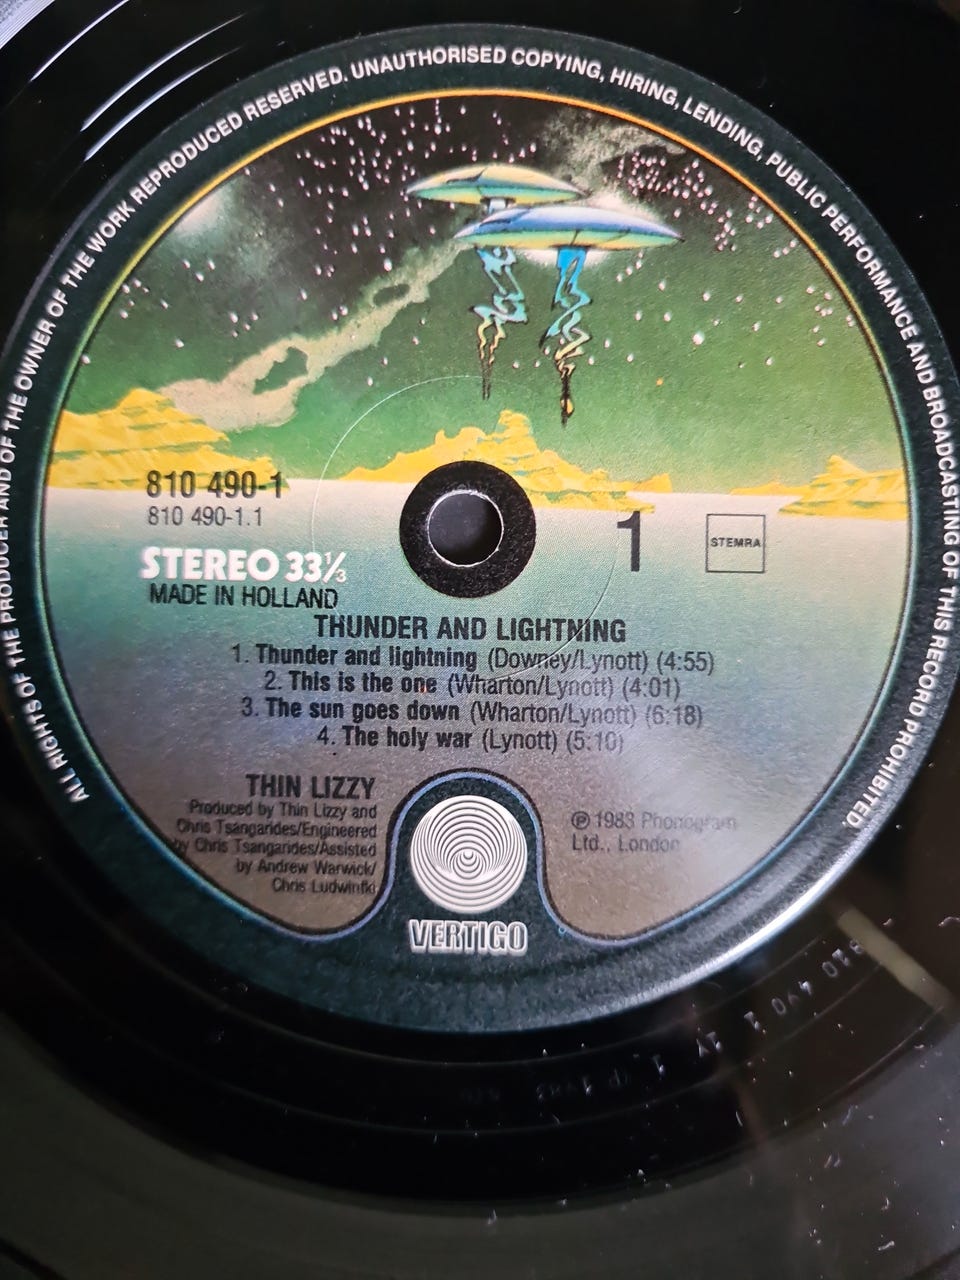 ALL RIGHTS OF THE PRODUCER AND OF THE OWNER OF THE WORK REPRODUCED RESERVED. UNAUTHORISED COPYING, HIRING, LENDING, PUBLIC PERFORMANCE AND BROADCASTING OF THIS RECORD PROHIBITED.
810 490-1
810 490-1.1
STEREO 33⅓
MADE IN HOLLAND
1
STEMRA
THUNDER AND LIGHTNING
1. Thunder and lightning (Downey/Lynott) (4:55)
2. This is the one (Wharton/Lynott) (4:01)
3. The sun goes down (Wharton/Lynott) (6:18)
4. The holy war (Lynott) (5:10)
THIN LIZZY
Produced by Thin Lizzy and
Chris Tsangarides/Engineered
by Chris Tsangarides/Assisted
by Andrew Warwick/
Chris Ludwinfki
℗ 1983 Phonogram
Ltd., London
VERTIGO